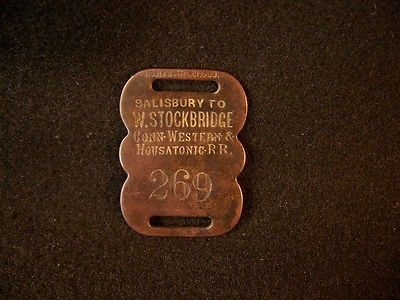 SALISBURY TO
W. STOCKBRIDGE
CONN. WESTERN &
HOUSATONIC R.R.
269